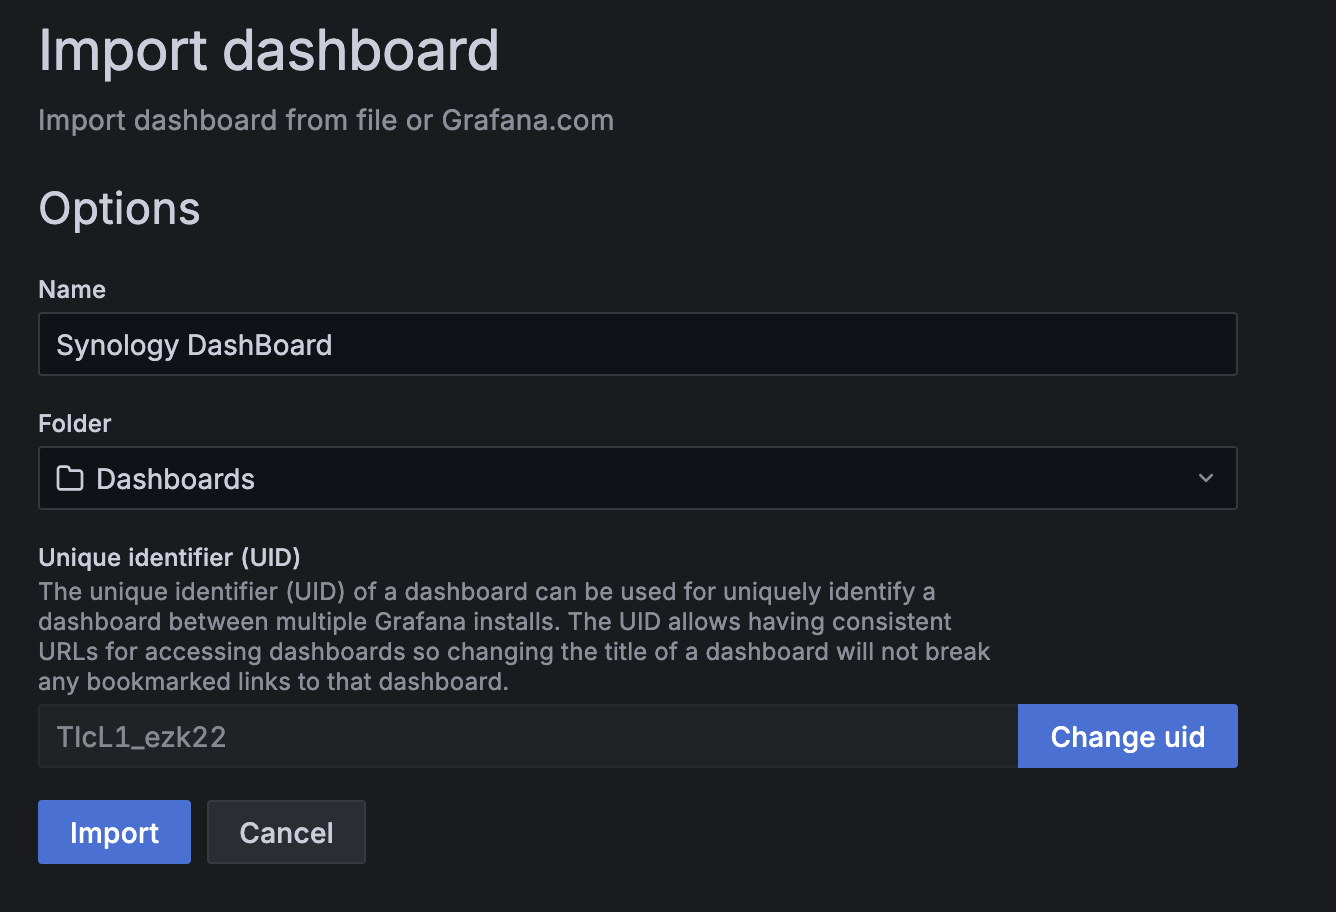 Import dashboard
Import dashboard from file or Grafana.com
Options
Name
Synology DashBoard
Folder
Dashboards
Unique identifier (UID)
The unique identifier (UID) of a dashboard can be used for uniquely identify a
dashboard between multiple Grafana installs. The UID allows having consistent
URLs for accessing dashboards so changing the title of a dashboard will not break
any bookmarked links to that dashboard.
TlcL1_ezk22
Change uid
Import
Cancel